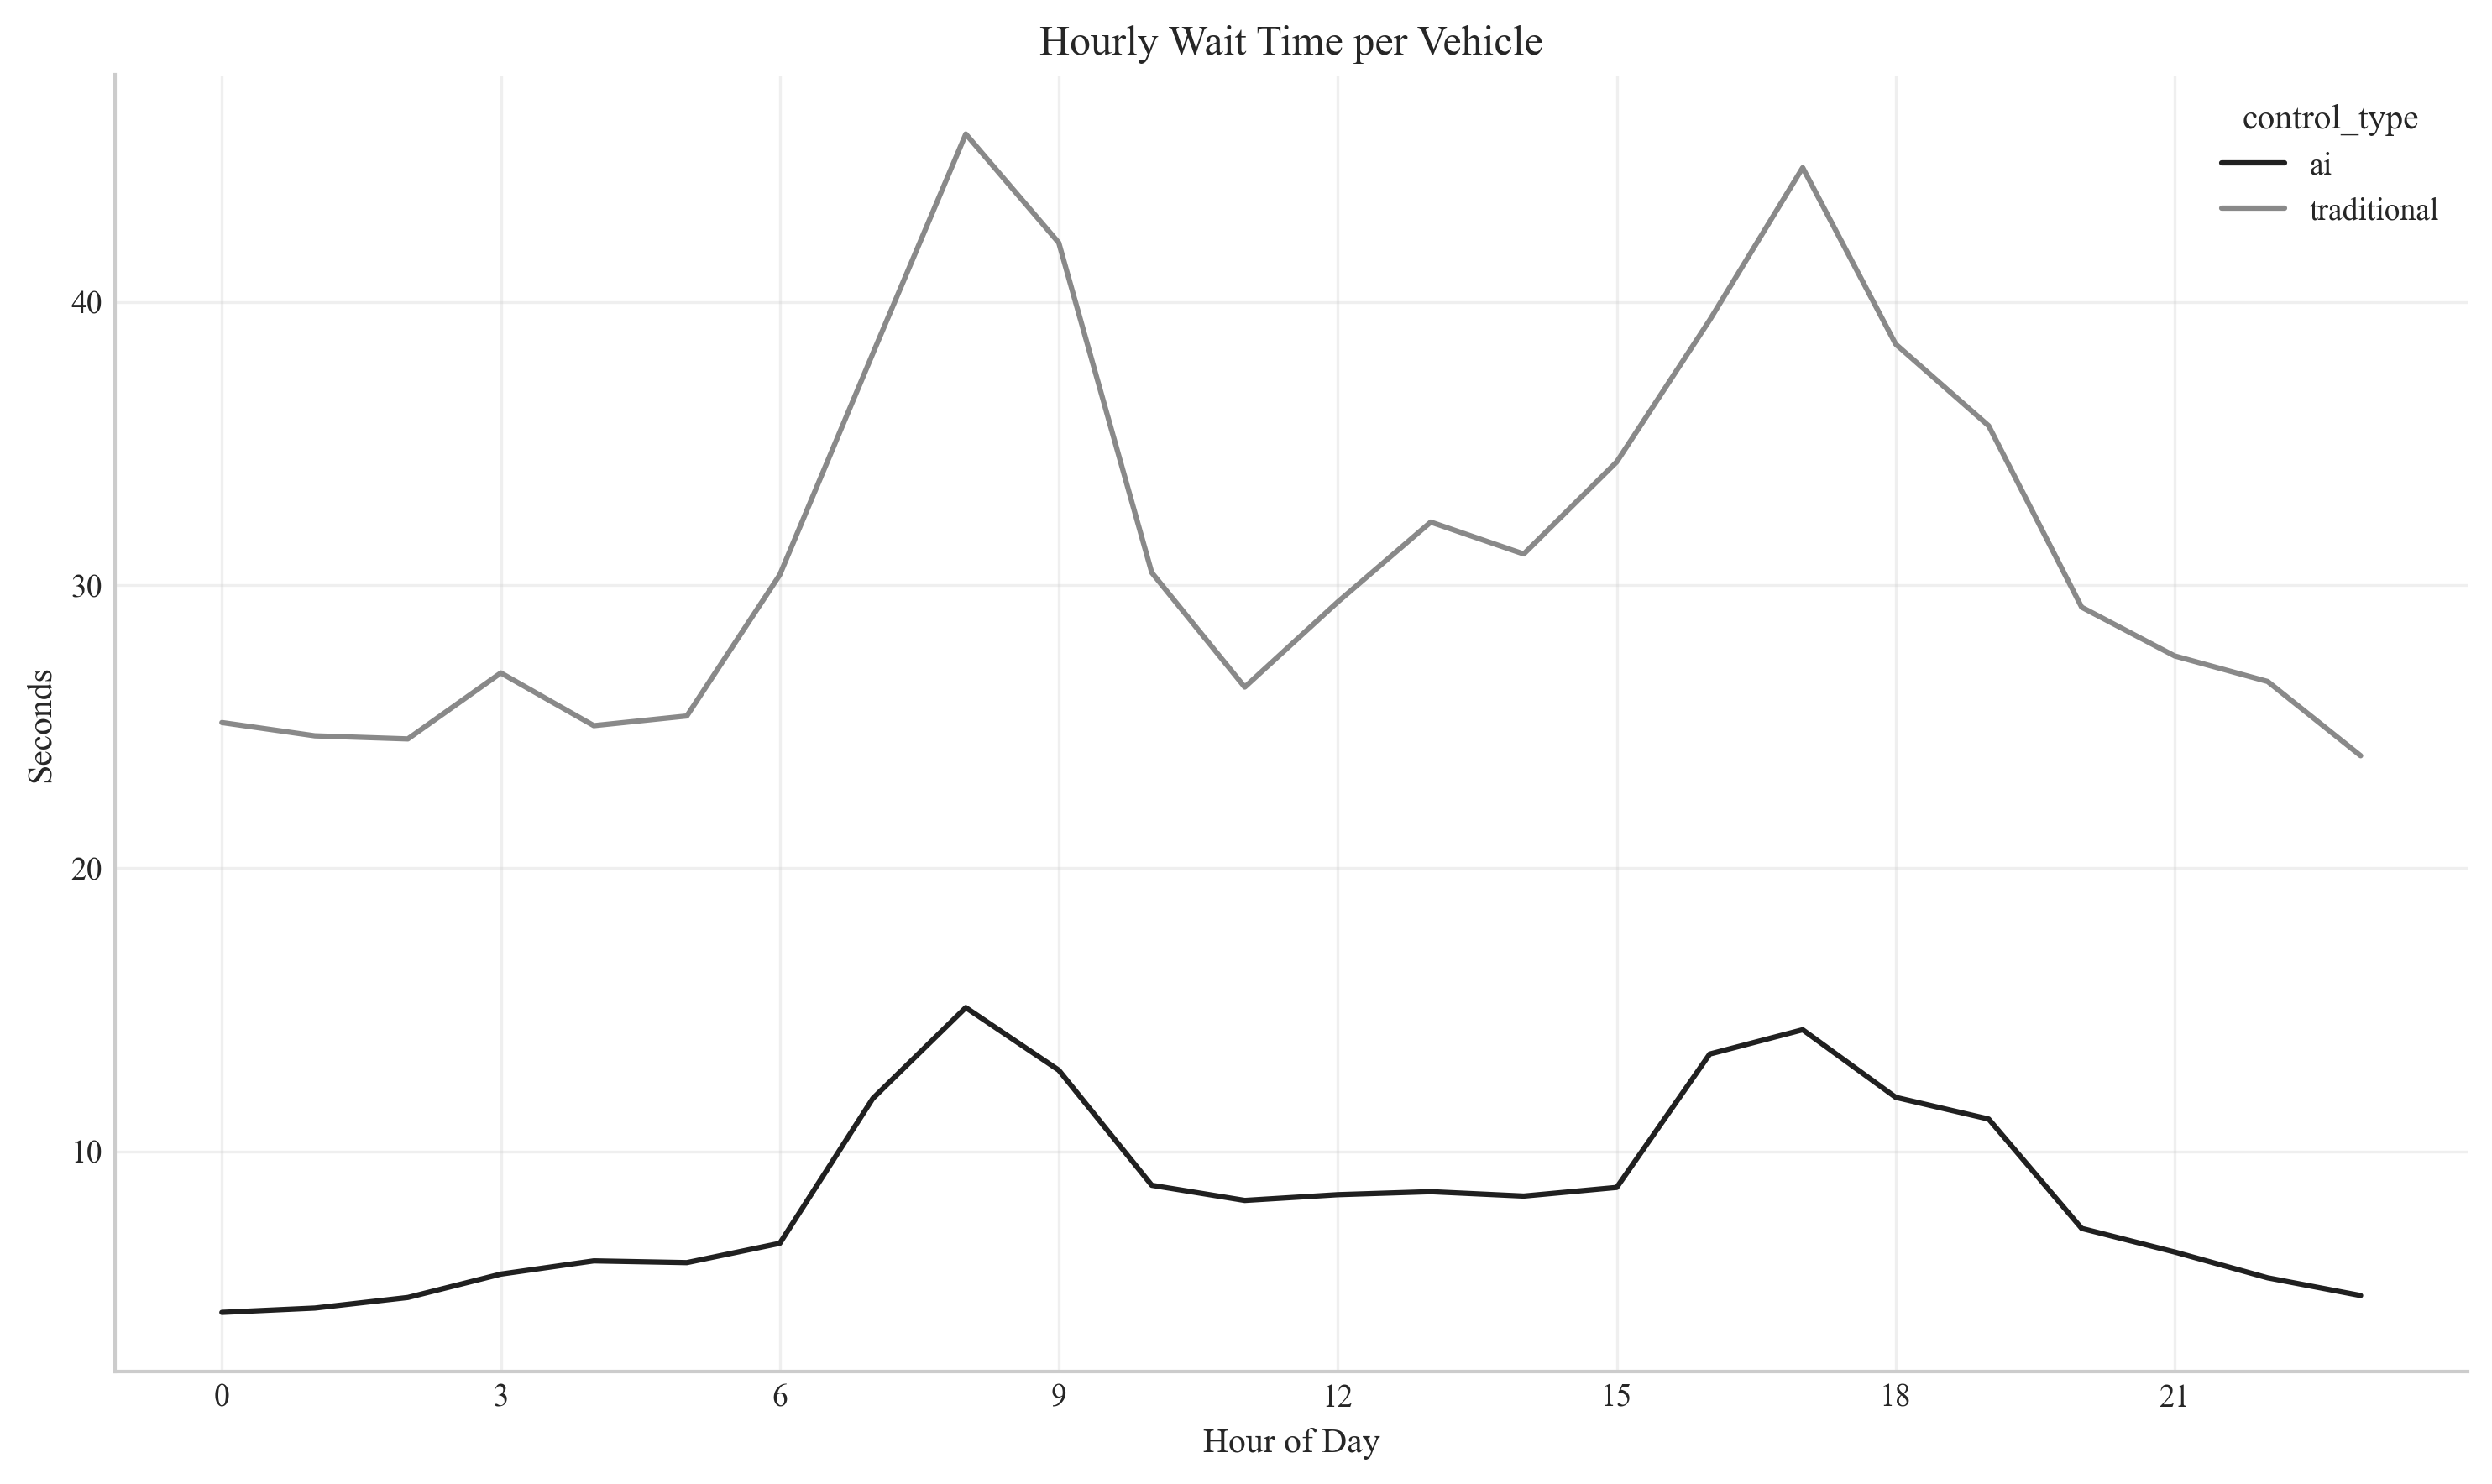 Hourly Wait Time per Vehicle
control_type
ai
traditional
40
30
20
10
Seconds
0 3 6 9 12 15 18 21
Hour of Day